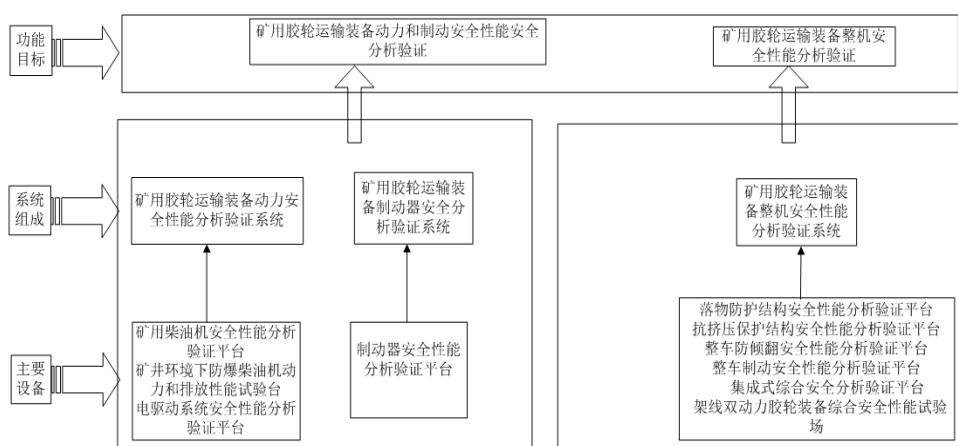 功能
目标
矿用胶轮运输装备动力和制动安全性能安全
分析验证
矿用胶轮运输装备整机安
全性能分析验证
系统
组成
矿用胶轮运输装备动力安
全性能分析验证系统
矿用胶轮运输装
备制动器安全分
析验证系统
矿用胶轮运输装
备整机安全性能
分析验证系统
主要
设备
矿用柴油机安全性能分析
验证平台
矿井环境下防爆柴油机动
力和排放性能试验台
电驱动系统安全性能分析
验证平台
制动器安全性能
分析验证平台
落物防护结构安全性能分析验证平台
抗挤压保护结构安全性能分析验证平台
整车防倾翻安全性能分析验证平台
整车制动安全性能分析验证平台
集成式综合安全分析验证平台
架线双动力胶轮装备综合安全性能试验
场